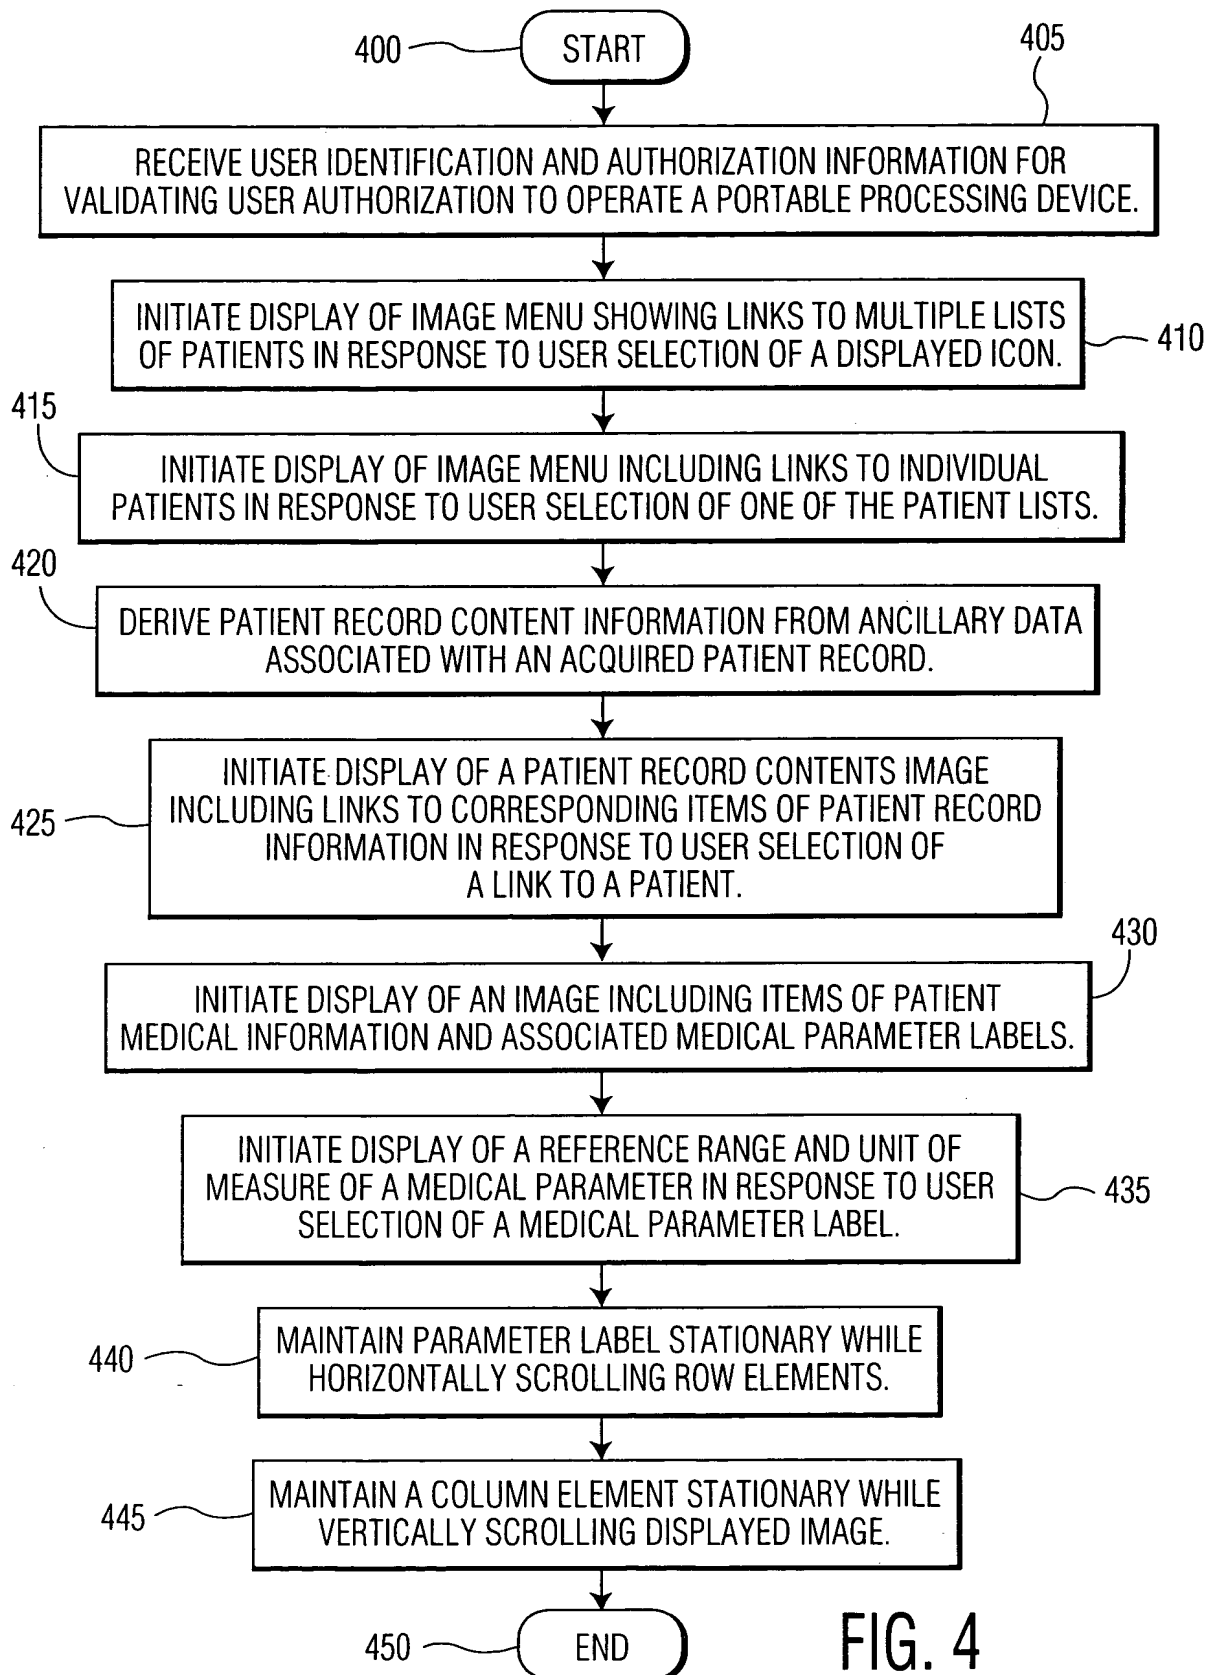 400
START
405
RECEIVE USER IDENTIFICATION AND AUTHORIZATION INFORMATION FOR
VALIDATING USER AUTHORIZATION TO OPERATE A PORTABLE PROCESSING DEVICE.
INITIATE DISPLAY OF IMAGE MENU SHOWING LINKS TO MULTIPLE LISTS
OF PATIENTS IN RESPONSE TO USER SELECTION OF A DISPLAYED ICON.
410
415
INITIATE DISPLAY OF IMAGE MENU INCLUDING LINKS TO INDIVIDUAL
PATIENTS IN RESPONSE TO USER SELECTION OF ONE OF THE PATIENT LISTS.
420
DERIVE PATIENT RECORD CONTENT INFORMATION FROM ANCILLARY DATA
ASSOCIATED WITH AN ACQUIRED PATIENT RECORD.
425
INITIATE DISPLAY OF A PATIENT RECORD CONTENTS IMAGE
INCLUDING LINKS TO CORRESPONDING ITEMS OF PATIENT RECORD
INFORMATION IN RESPONSE TO USER SELECTION OF
A LINK TO A PATIENT.
430
INITIATE DISPLAY OF AN IMAGE INCLUDING ITEMS OF PATIENT
MEDICAL INFORMATION AND ASSOCIATED MEDICAL PARAMETER LABELS.
INITIATE DISPLAY OF A REFERENCE RANGE AND UNIT OF
MEASURE OF A MEDICAL PARAMETER IN RESPONSE TO USER
SELECTION OF A MEDICAL PARAMETER LABEL.
435
440
MAINTAIN PARAMETER LABEL STATIONARY WHILE
HORIZONTALLY SCROLLING ROW ELEMENTS.
445
MAINTAIN A COLUMN ELEMENT STATIONARY WHILE
VERTICALLY SCROLLING DISPLAYED IMAGE.
450
END
FIG. 4